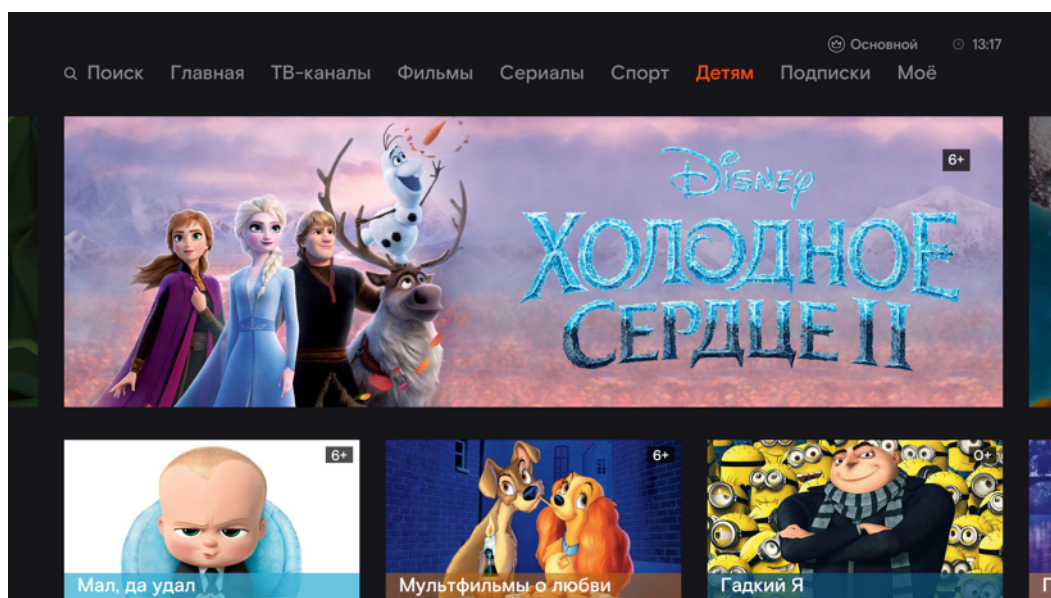 Основной 13:17
Поиск Главная ТВ-каналы Фильмы Сериалы Спорт Детям Подписки Моё
6+
Disney
ХОЛОДНОЕ
СЕРДЦЕ II
6+ 6+ 0+
Мал, да удал Мультфильмы о любви Гадкий Я